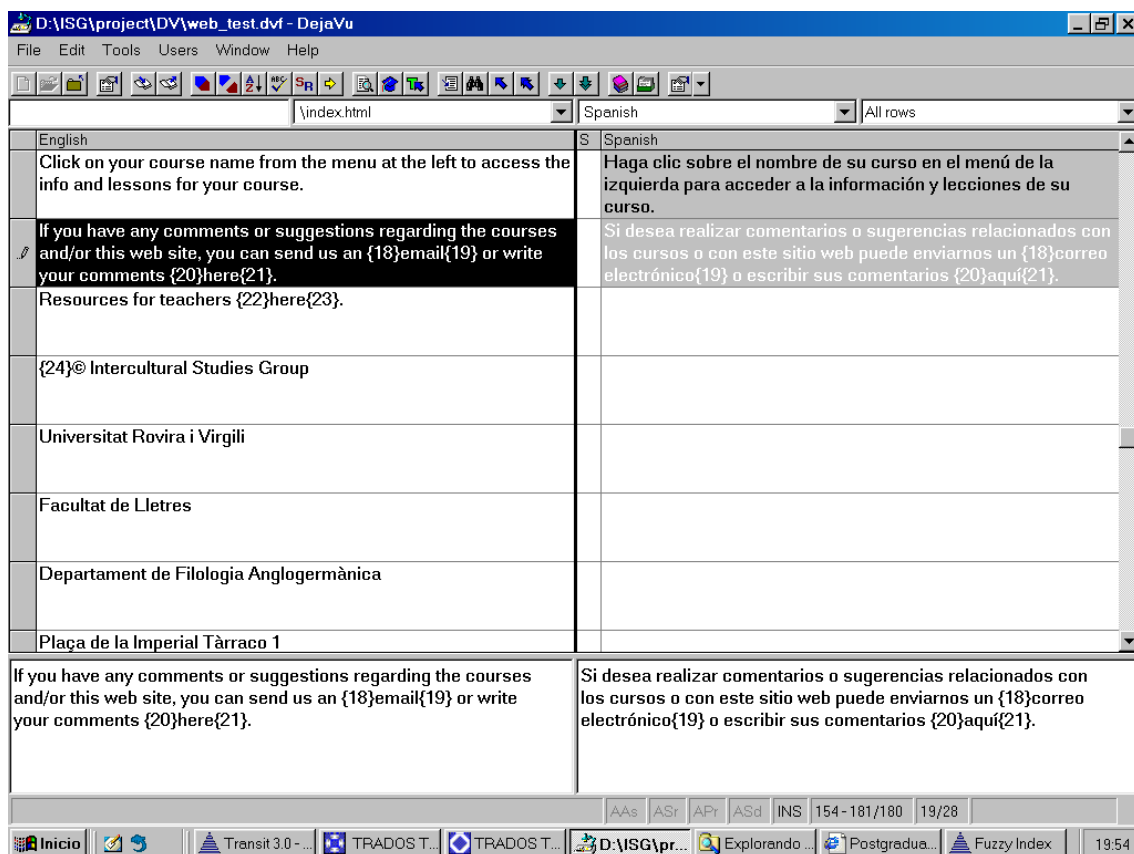 D:\ISG\project\DV\web_test.dvf - DejaVu
File Edit Tools Users Window Help
\index.html Spanish All rows
English S Spanish
Click on your course name from the menu at the left to access the
info and lessons for your course.
Haga clic sobre el nombre de su curso en el menú de la
izquierda para acceder a la información y lecciones de su
curso.
If you have any comments or suggestions regarding the courses
and/or this web site, you can send us an {18}email{19} or write
your comments {20}here{21}.
Si desea realizar comentarios o sugerencias relacionados con
los cursos o con este sitio web puede enviarnos un {18}correo
electrónico{19} o escribir sus comentarios {20}aquí{21}.
Resources for teachers {22}here{23}.
{24}© Intercultural Studies Group
Universitat Rovira i Virgili
Facultat de Lletres
Departament de Filologia Anglogermànica
Plaça de la Imperial Tàrraco 1
If you have any comments or suggestions regarding the courses
and/or this web site, you can send us an {18}email{19} or write
your comments {20}here{21}.
Si desea realizar comentarios o sugerencias relacionados con
los cursos o con este sitio web puede enviarnos un {18}correo
electrónico{19} o escribir sus comentarios {20}aquí{21}.
AAs ASr APr ASd INS 154-181/180 19/28
Inicio Transit 3.0 - ... TRADOS T... TRADOS T... D:\ISG\pr... Explorando ... Postgradua... Fuzzy Index 19:54